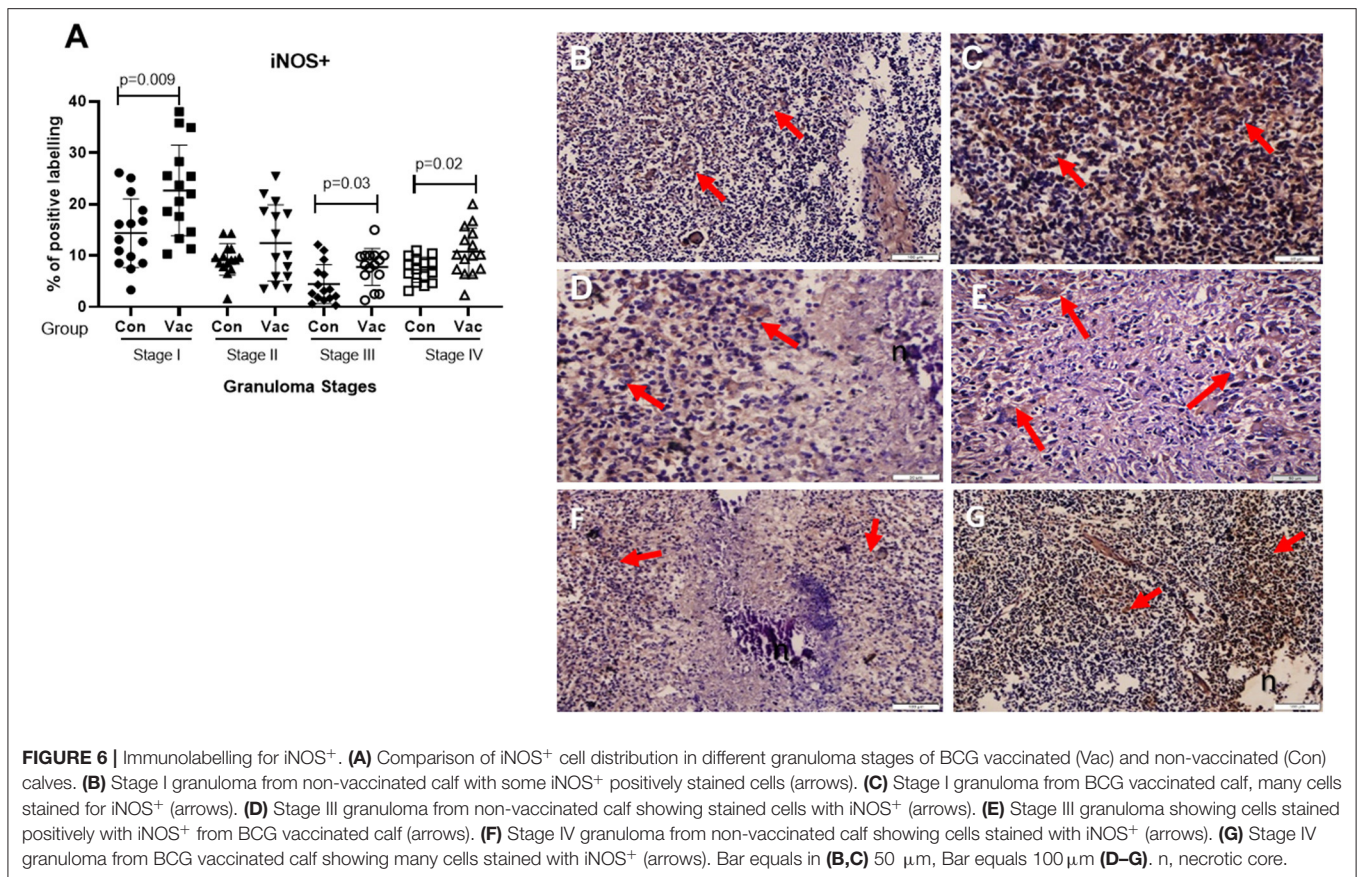 A
iNOS+
p=0.009
p=0.03
p=0.02
% of positive labelling
40
30
20
10
0
Group
Con Vac Con Vac Con Vac Con Vac
Stage I Stage II Stage III Stage IV
Granuloma Stages
B
C
D
n
E
F
n
G
n
FIGURE 6 | Immunolabelling for iNOS⁺. (A) Comparison of iNOS⁺ cell distribution in different granuloma stages of BCG vaccinated (Vac) and non-vaccinated (Con)
calves. (B) Stage I granuloma from non-vaccinated calf with some iNOS⁺ positively stained cells (arrows). (C) Stage I granuloma from BCG vaccinated calf, many cells
stained for iNOS⁺ (arrows). (D) Stage III granuloma from non-vaccinated calf showing stained cells with iNOS⁺ (arrows). (E) Stage III granuloma showing cells stained
positively with iNOS⁺ from BCG vaccinated calf (arrows). (F) Stage IV granuloma from non-vaccinated calf showing cells stained with iNOS⁺ (arrows). (G) Stage IV
granuloma from BCG vaccinated calf showing many cells stained with iNOS⁺ (arrows). Bar equals in (B,C) 50 μm, Bar equals 100 μm (D–G). n, necrotic core.